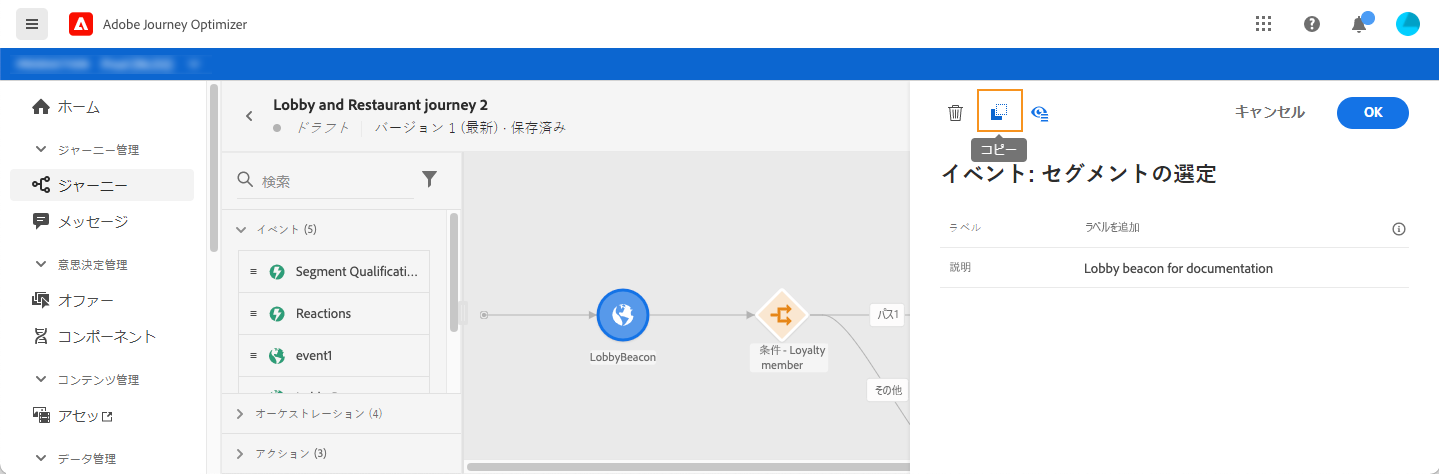 Adobe Journey Optimizer
ホーム
ジャーニー管理
ジャーニー
メッセージ
意思決定管理
オファー
コンポーネント
コンテンツ管理
アセッ
データ管理
Lobby and Restaurant journey 2
ドラフト バージョン 1 (最新) · 保存済み
検索
イベント (5)
Segment Qualificati...
Reactions
event1
オーケストレーション (4)
アクション (3)
LobbyBeacon
条件 - Loyalty
member
パス1
その他
キャンセル
OK
コピー
イベント: セグメントの選定
ラベル ラベルを追加
説明 Lobby beacon for documentation